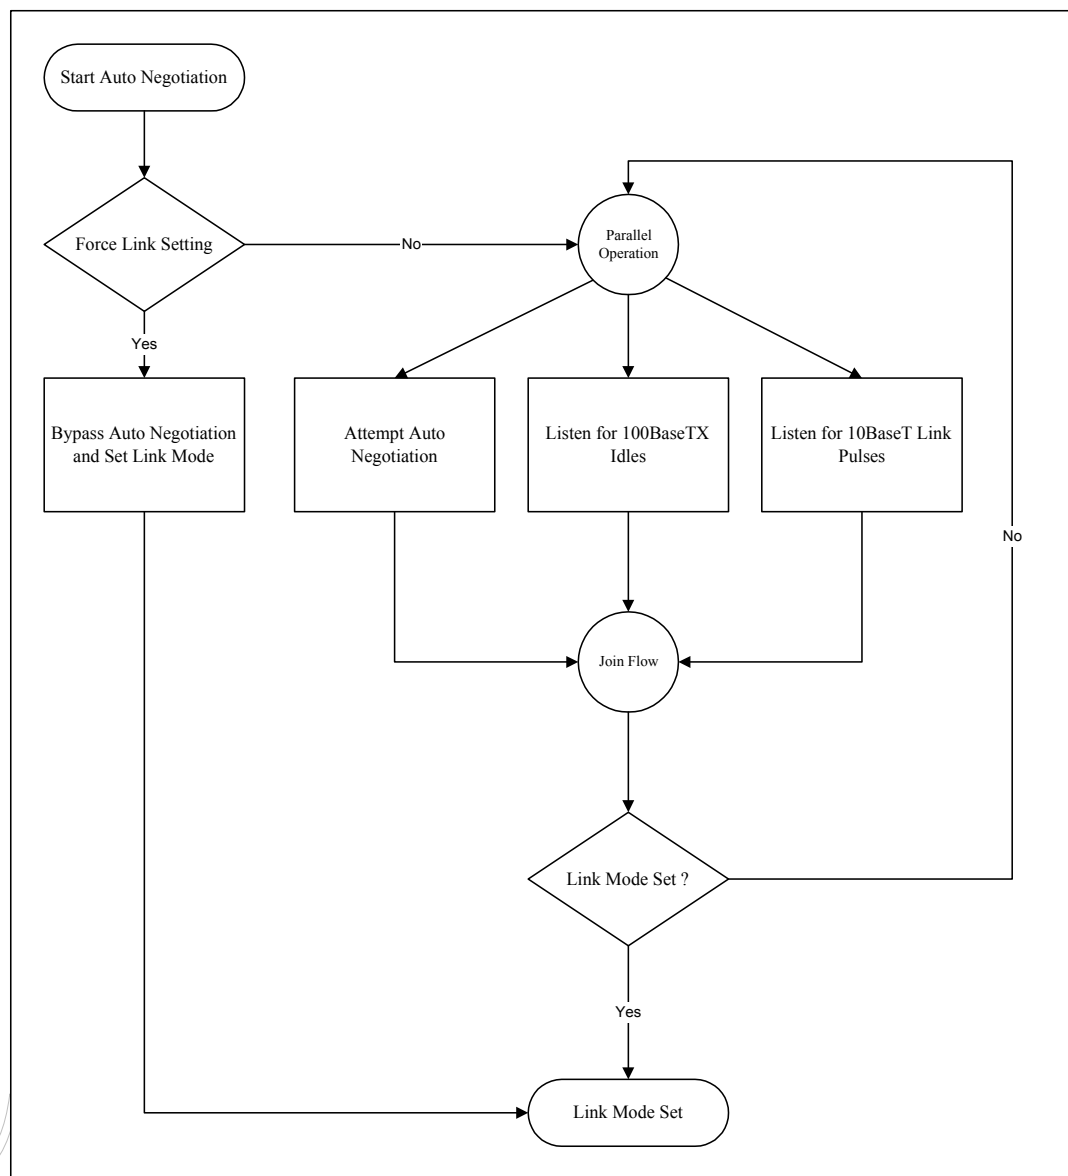 Start Auto Negotiation
Force Link Setting
No
Parallel
Operation
Yes
Bypass Auto Negotiation
and Set Link Mode
Attempt Auto
Negotiation
Listen for 100BaseTX
Idles
Listen for 10BaseT Link
Pulses
No
Join Flow
Link Mode Set ?
Yes
Link Mode Set